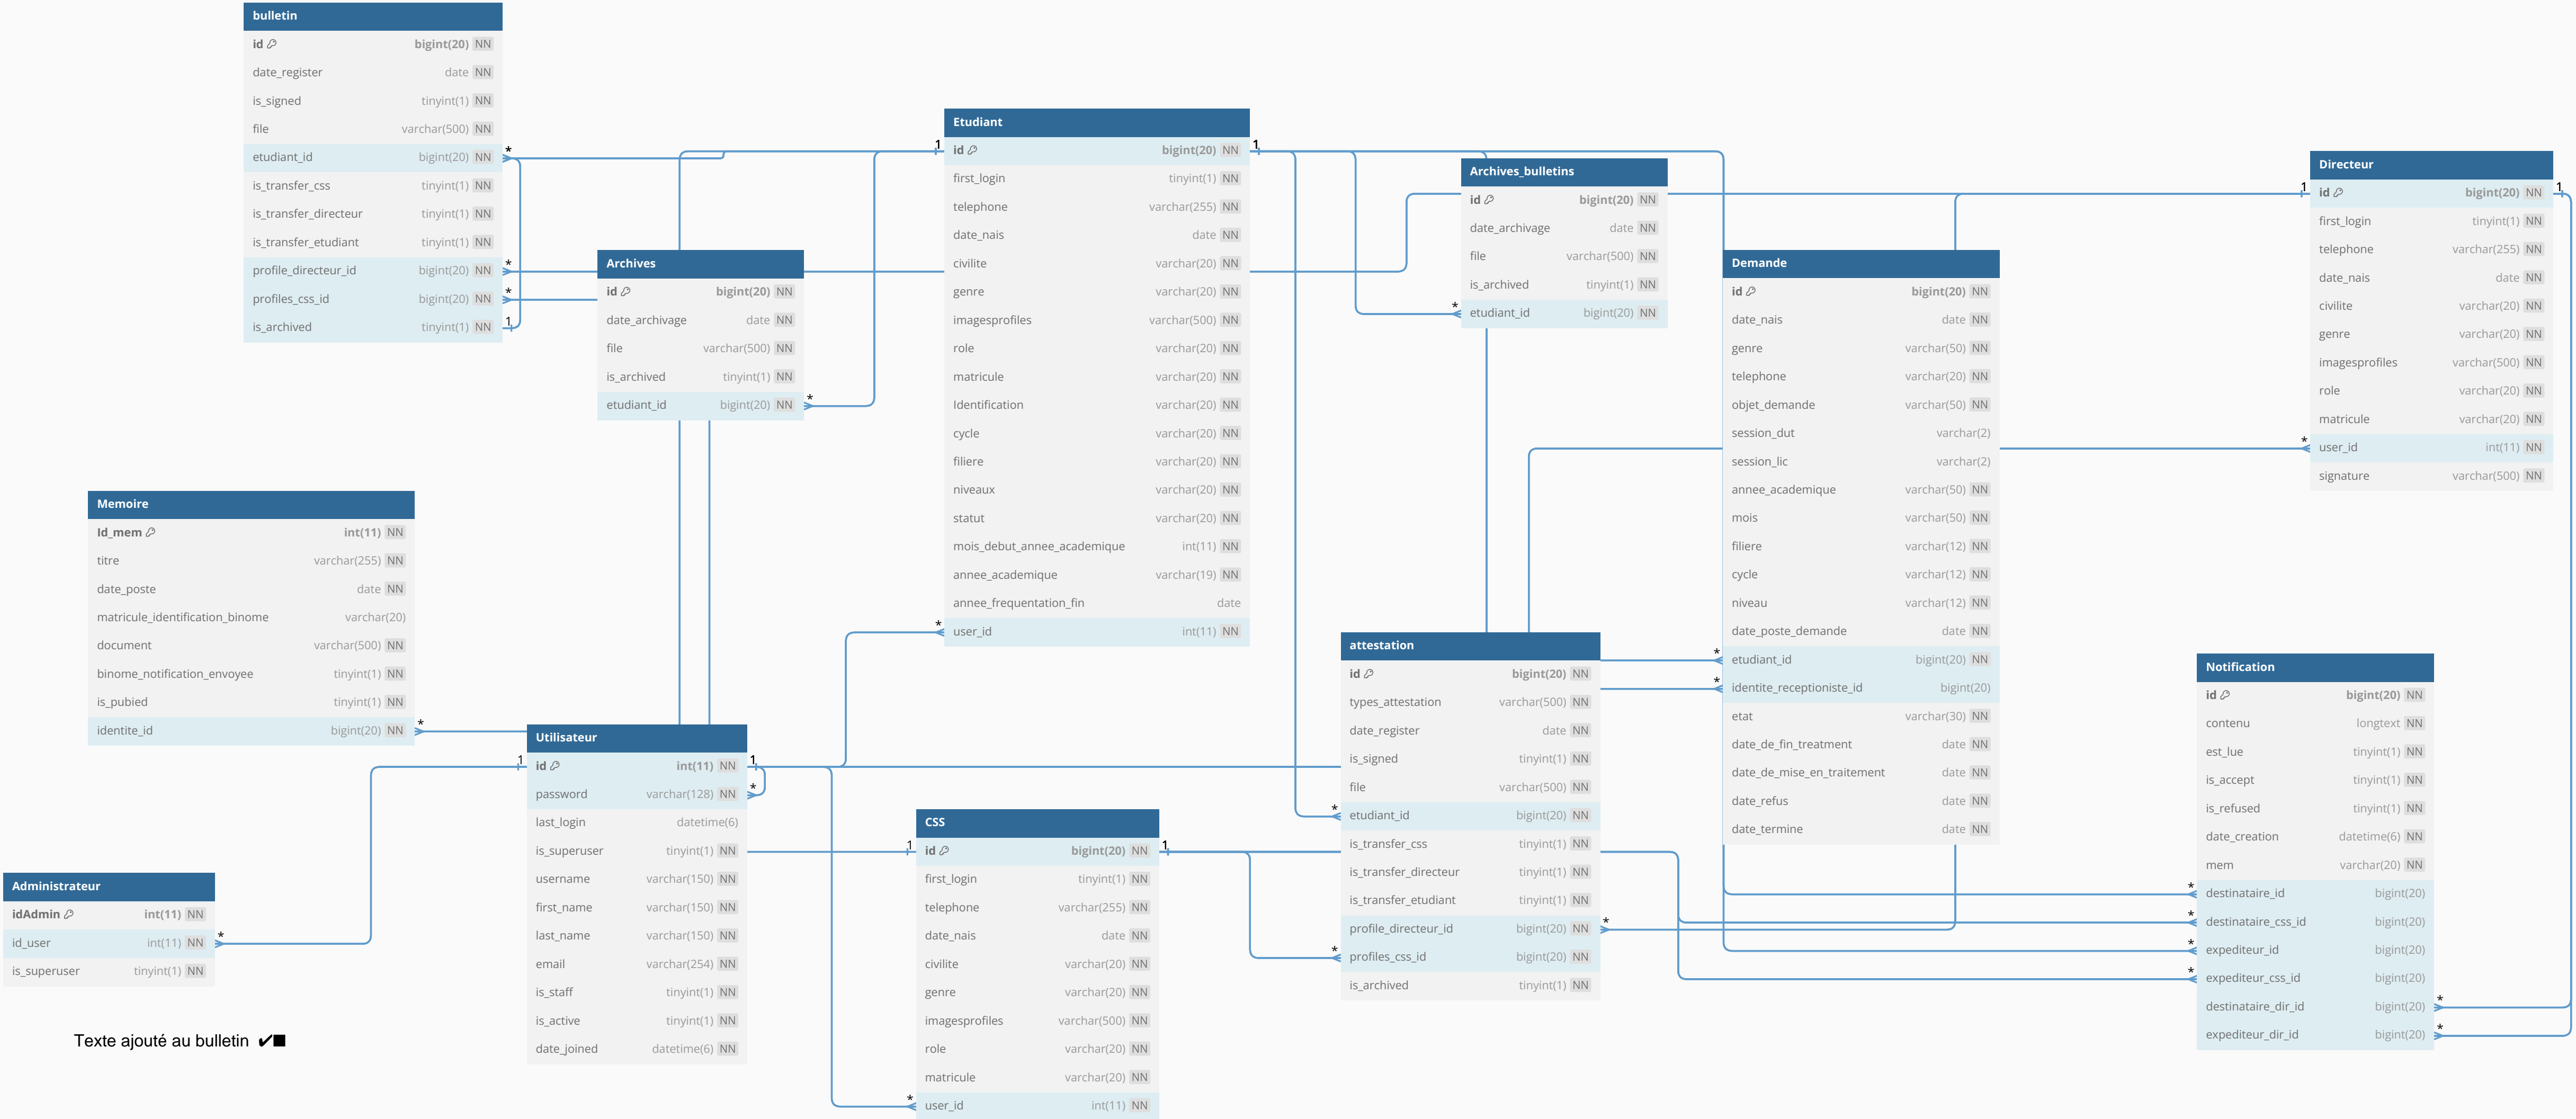 bulletin
id bigint(20) NN
date_register date NN
is_signed tinyint(1) NN
file varchar(500) NN
etudiant_id bigint(20) NN *
is_transfer_css tinyint(1) NN
is_transfer_directeur tinyint(1) NN
is_transfer_etudiant tinyint(1) NN
profile_directeur_id bigint(20) NN *
profiles_css_id bigint(20) NN *
is_archived tinyint(1) NN 1
Archives
id bigint(20) NN
date_archivage date NN
file varchar(500) NN
is_archived tinyint(1) NN
etudiant_id bigint(20) NN *
Etudiant
1 id bigint(20) NN 1
first_login tinyint(1) NN
telephone varchar(255) NN
date_nais date NN
civilite varchar(20) NN
genre varchar(20) NN
imagesprofiles varchar(500) NN
role varchar(20) NN
matricule varchar(20) NN
Identification varchar(20) NN
cycle varchar(20) NN
filiere varchar(20) NN
niveaux varchar(20) NN
statut varchar(20) NN
mois_debut_annee_academique int(11) NN
annee_academique varchar(19) NN
annee_frequentation_fin date
* user_id int(11) NN
Archives_bulletins
id bigint(20) NN
date_archivage date NN
file varchar(500) NN
is_archived tinyint(1) NN
* etudiant_id bigint(20) NN
Demande
id bigint(20) NN
date_nais date NN
genre varchar(50) NN
telephone varchar(20) NN
objet_demande varchar(50) NN
session_dut varchar(2)
session_lic varchar(2)
annee_academique varchar(50) NN
mois varchar(50) NN
filiere varchar(12) NN
cycle varchar(12) NN
niveau varchar(12) NN
date_poste_demande date NN
* etudiant_id bigint(20) NN
* identite_receptioniste_id bigint(20)
etat varchar(30) NN
date_de_fin_treatment date NN
date_de_mise_en_traitement date NN
date_refus date NN
date_termine date NN
Directeur
1 id bigint(20) NN 1
first_login tinyint(1) NN
telephone varchar(255) NN
date_nais date NN
civilite varchar(20) NN
genre varchar(20) NN
imagesprofiles varchar(500) NN
role varchar(20) NN
matricule varchar(20) NN
* user_id int(11) NN
signature varchar(500) NN
Memoire
Id_mem int(11) NN
titre varchar(255) NN
date_poste date NN
matricule_identification_binome varchar(20)
document varchar(500) NN
binome_notification_envoyee tinyint(1) NN
is_pubied tinyint(1) NN
identite_id bigint(20) NN *
Utilisateur
1 id int(11) NN 1
password varchar(128) NN *
last_login datetime(6)
is_superuser tinyint(1) NN
username varchar(150) NN
first_name varchar(150) NN
last_name varchar(150) NN
email varchar(254) NN
is_staff tinyint(1) NN
is_active tinyint(1) NN
date_joined datetime(6) NN
attestation
id bigint(20) NN
types_attestation varchar(500) NN
date_register date NN
is_signed tinyint(1) NN
file varchar(500) NN
* etudiant_id bigint(20) NN
is_transfer_css tinyint(1) NN
is_transfer_directeur tinyint(1) NN
is_transfer_etudiant tinyint(1) NN
profile_directeur_id bigint(20) NN *
* profiles_css_id bigint(20) NN
is_archived tinyint(1) NN
Notification
id bigint(20) NN
contenu longtext NN
est_lue tinyint(1) NN
is_accept tinyint(1) NN
is_refused tinyint(1) NN
date_creation datetime(6) NN
mem varchar(20) NN
* destinataire_id bigint(20)
* destinataire_css_id bigint(20)
* expediteur_id bigint(20)
* expediteur_css_id bigint(20)
destinataire_dir_id bigint(20) *
expediteur_dir_id bigint(20) *
CSS
1 id bigint(20) NN 1
first_login tinyint(1) NN
telephone varchar(255) NN
date_nais date NN
civilite varchar(20) NN
genre varchar(20) NN
imagesprofiles varchar(500) NN
role varchar(20) NN
matricule varchar(20) NN
* user_id int(11) NN
Administrateur
idAdmin int(11) NN
id_user int(11) NN *
is_superuser tinyint(1) NN
Texte ajouté au bulletin ✔■